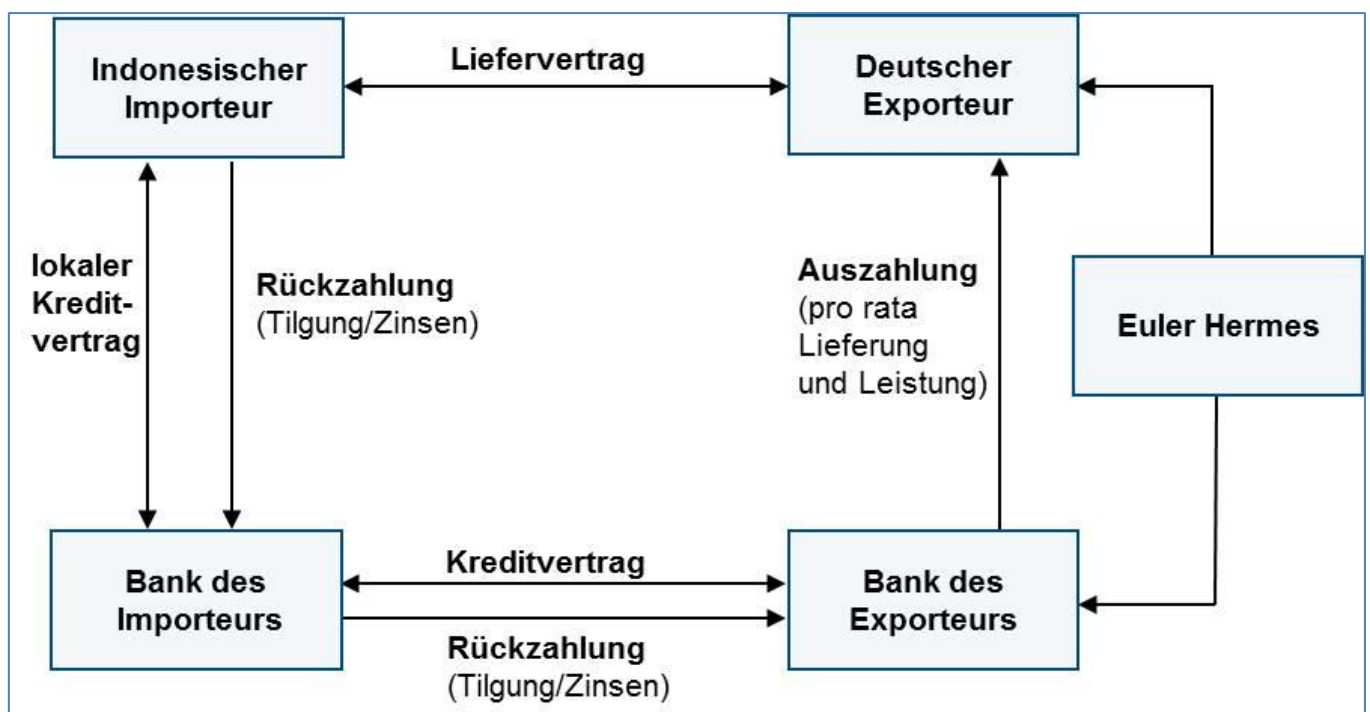 Indonesischer
Importeur
Liefervertrag
Deutscher
Exporteur
lokaler
Kredit-
vertrag
Rückzahlung
(Tilgung/Zinsen)
Auszahlung
(pro rata
Lieferung
und Leistung)
Euler Hermes
Bank des
Importeurs
Kreditvertrag
Rückzahlung
(Tilgung/Zinsen)
Bank des
Exporteurs